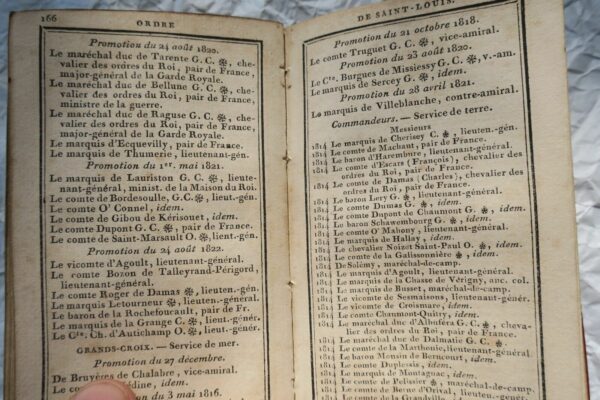 166 ORDRE
Promotion du 24 août 1820.
Le maréchal duc de Tarente G. C. ❉, che-
valier des ordres du Roi, pair de France,
major-général de la Garde Royale.
Le maréchal duc de Bellune G. C. ❉, che-
valier des ordres du Roi, pair de France,
ministre de la guerre.
Le maréchal duc de Raguse G. C. ❉, che-
valier des ordres du Roi, pair de France,
major-général de la Garde Royale.
Le marquis d'Ecquevilly, pair de France.
Le marquis de Thumerie, lieutenant-gén.
Promotion du 1er. mai 1821.
Le marquis de Lauriston G. C. ❉, lieute-
nant-général, minist. de la Maison du Roi.
Le comte de Bordesoulle, G.C.❉, lieut.-gén.
Le comte O' Connel, idem.
Le comte de Gibou de Kérisouet, idem.
Le comte Dupont G. C. ❉, pair de France.
Le comte de Saint-Marsault O. ❉, lieut.-gén.
Promotion du 24 août 1822.
Le vicomte d'Agoult, lieutenant-général.
Le comte Bozon de Talleyrand-Périgord,
lieutenant-général.
Le comte Roger de Damas ❉, lieuten.-gén.
Le marquis Letourneur ❉, lieuten.-général.
Le baron de la Rochefoucault, pair de Fr.
Le marquis de la Grange C. ❉, lieut.-génér.
Le Cte. Ch. d'Autichamp O. ❉, lieut.-génér.
GRANDS-CROIX. — Service de mer.
Promotion du 27 décembre.
De Bruyères de Chalabre, vice-amiral.
Le comte idem.
3 mai 1816.
DE SAINT-LOUIS.
Promotion du 21 octobre 1818.
Le comte Truguet G. C. ❉, vice-amiral.
Promotion du 23 août 1820.
Le Cte. Burgues de Missiessy G. C. ❉, v.-am.
Le marquis de Sercey G. ❉, idem.
Promotion du 28 avril 1821.
Le marquis de Villeblanche, contre-amiral.
Commandeurs. — Service de terre.
Messieurs
1814 Le marquis de Cherisey C. ❉, lieuten.-gén.
1814 Le comte de Machault, pair de France.
1814 Le baron d'Harembure, lieutenant-général.
1814 Le comte d'Escars (François), chevalier des
ordres du Roi, pair de France.
1814 Le comte de Damas (Charles), chevalier des
ordres du Roi, pair de France.
1814 Le baron Lery G. ❉, lieutenant-général.
1814 Le comte Dumas G. ❉, idem.
1814 Le comte Dupont de Chaumont G. ❉, idem.
1814 Le baron Schawembourg G. ❉, idem.
1814 Le comte O' Mahony, lieutenant-général.
1814 Le marquis de Hallay, idem.
1814 Le chevalier Noizet Saint-Paul O. ❉, idem.
1814 Le comte de la Galissonnière ❉, idem.
1814 De Solémy, maréchal-de-camp.
1814 Le marquis d'Agoult, lieutenant-général.
1814 Le marquis de la Chasse de Vérigny, anc. col.
1814 Le marquis de Busset, maréchal-de-camp.
1814 Le vicomte de Sesmaisons, lieutenant-génér.
1814 Le vicomte de Croismare, idem.
1814 Le comte Chaumont-Quitry, idem.
1814 Le maréchal duc d'Albuféra G. C. ❉, cheva-
lier des ordres du Roi, pair de France.
1814 Le maréchal duc de Dalmatie G. C. ❉
1814 Le comte de la Marthonie, lieutenant-général.
1814 Le baron de Berncourt, idem.
1814 Le comte Duplessis, idem.
1814 Le marquis de Montagnac, idem.
1814 Le comte de Pelissier ❉, maréchal-de-camp.
1814 Le comte de Orival, lieutenant-général.